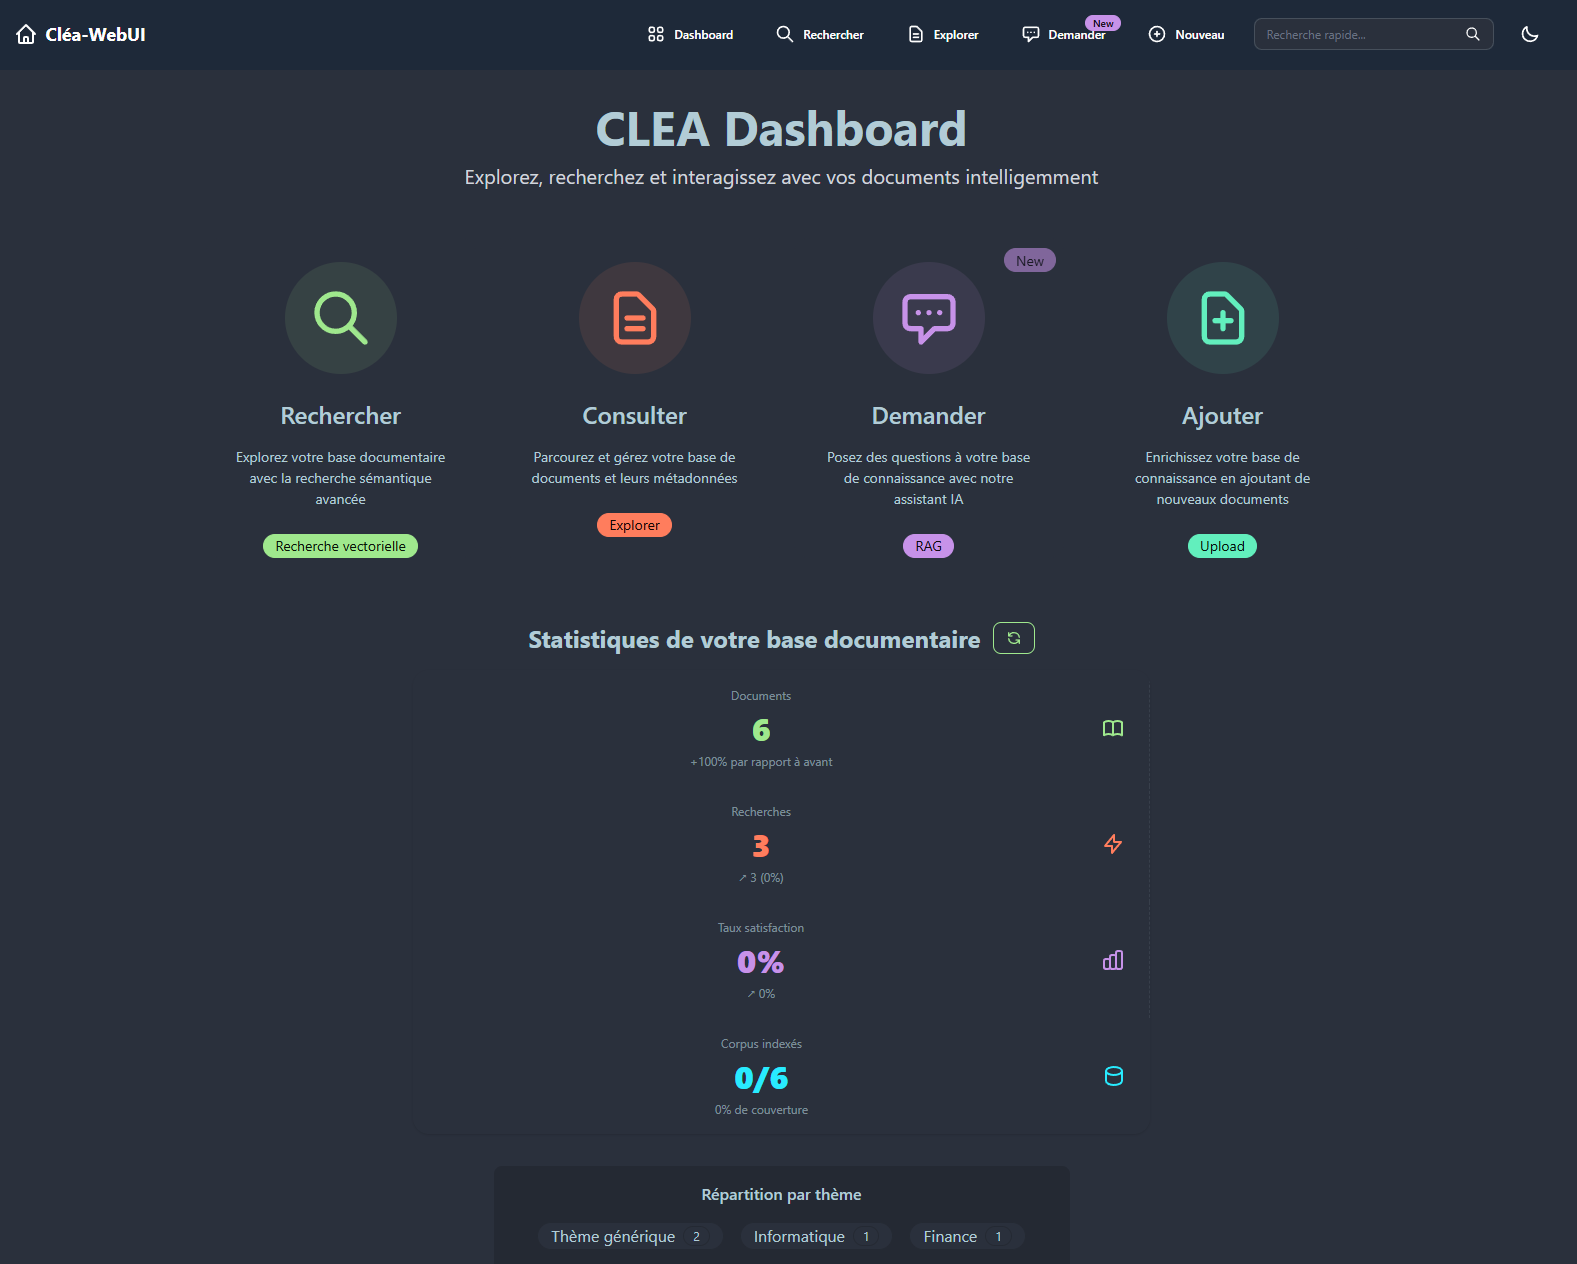 Cléa-WebUI
Dashboard
Rechercher
Explorer
Demander
New
Nouveau
Recherche rapide...
CLEA Dashboard
Explorez, recherchez et interagissez avec vos documents intelligemment
Rechercher
Explorez votre base documentaire
avec la recherche sémantique
avancée
Recherche vectorielle
Consulter
Parcourez et gérez votre base de
documents et leurs métadonnées
Explorer
New
Demander
Posez des questions à votre base
de connaissance avec notre
assistant IA
RAG
Ajouter
Enrichissez votre base de
connaissance en ajoutant de
nouveaux documents
Upload
Statistiques de votre base documentaire
Documents
6
+100% par rapport à avant
Recherches
3
↗ 3 (0%)
Taux satisfaction
0%
↗ 0%
Corpus indexés
0/6
0% de couverture
Répartition par thème
Thème générique 2
Informatique 1
Finance 1